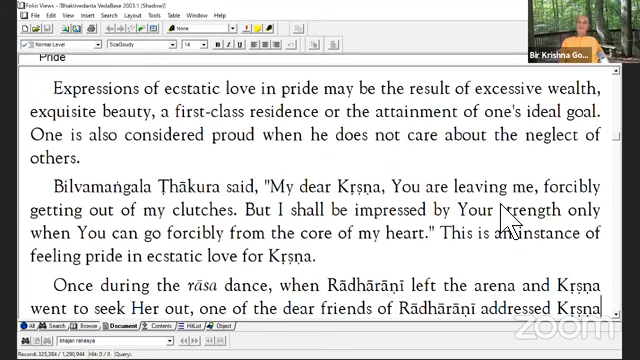 Folio Views - [Bhaktivedanta VedaBase 2003.1 (Shadow)]
File Edit View Search Insert Layout Tools Window Help
None
Normal Level ScaGoudy 14
Pride
Expressions of ecstatic love in pride may be the result of excessive wealth,
exquisite beauty, a first-class residence or the attainment of one's ideal goal.
One is also considered proud when he does not care about the neglect of
others.
Bilvamaṅgala Ṭhākura said, "My dear Kṛṣṇa, You are leaving me, forcibly
getting out of my clutches. But I shall be impressed by Your strength only
when You can go forcibly from the core of my heart." This is an instance of
feeling pride in ecstatic love for Kṛṣṇa.
Once during the rāsa dance, when Rādhārāṇī left the arena and Kṛṣṇa
went to seek Her out, one of the dear friends of Rādhārāṇī addressed Kṛṣṇa
All Search Browse Document Contents HitList Object
bhajan rahasya
Record: 325,384 / 1,298,944 Hit: 0 / 0 Query:
Bir Krishna Go...
zoom